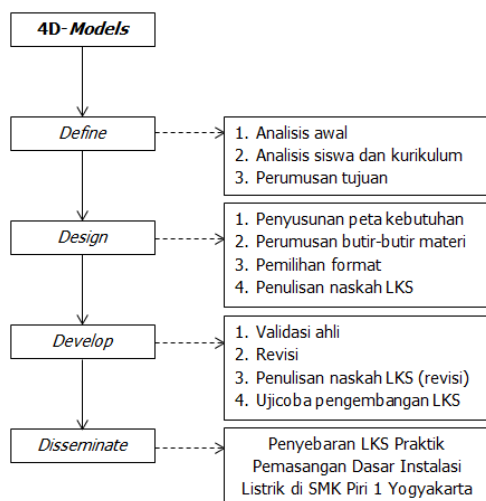 4D-Models
Define
1. Analisis awal
2. Analisis siswa dan kurikulum
3. Perumusan tujuan
Design
1. Penyusunan peta kebutuhan
2. Perumusan butir-butir materi
3. Pemilihan format
4. Penulisan naskah LKS
Develop
1. Validasi ahli
2. Revisi
3. Penulisan naskah LKS (revisi)
4. Ujicoba pengembangan LKS
Disseminate
Penyebaran LKS Praktik
Pemasangan Dasar Instalasi
Listrik di SMK Piri 1 Yogyakarta